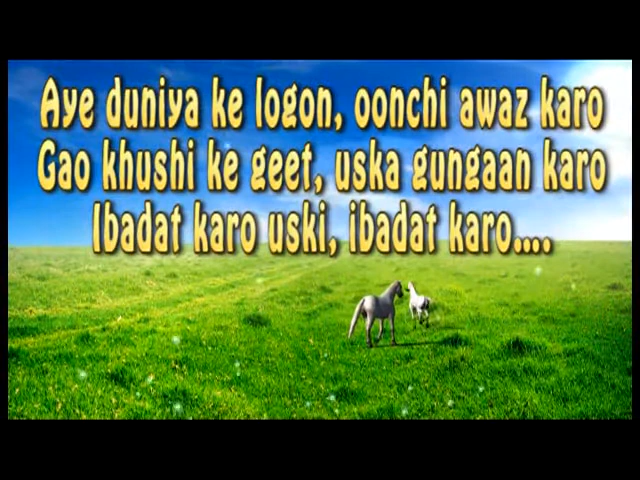 Aye duniya ke logon, oonchi awaz karo
Gao khushi ke geet, uska gungaan karo
Ibadat karo uski, ibadat karo....